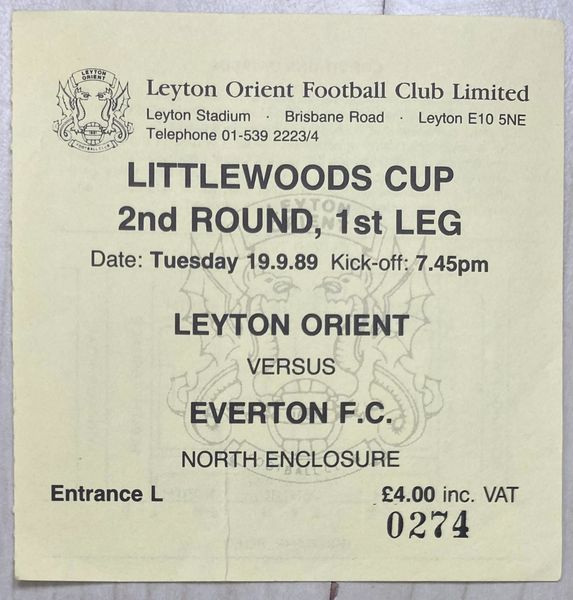 LEYTON
ORIENT
FOOTBALL CLUB
Leyton Orient Football Club Limited
Leyton Stadium · Brisbane Road · Leyton E10 5NE
Telephone 01-539 2223/4
LITTLEWOODS CUP
2nd ROUND, 1st LEG
Date: Tuesday 19.9.89 Kick-off: 7.45pm
LEYTON ORIENT
VERSUS
EVERTON F.C.
NORTH ENCLOSURE
Entrance L £4.00 inc. VAT
0274